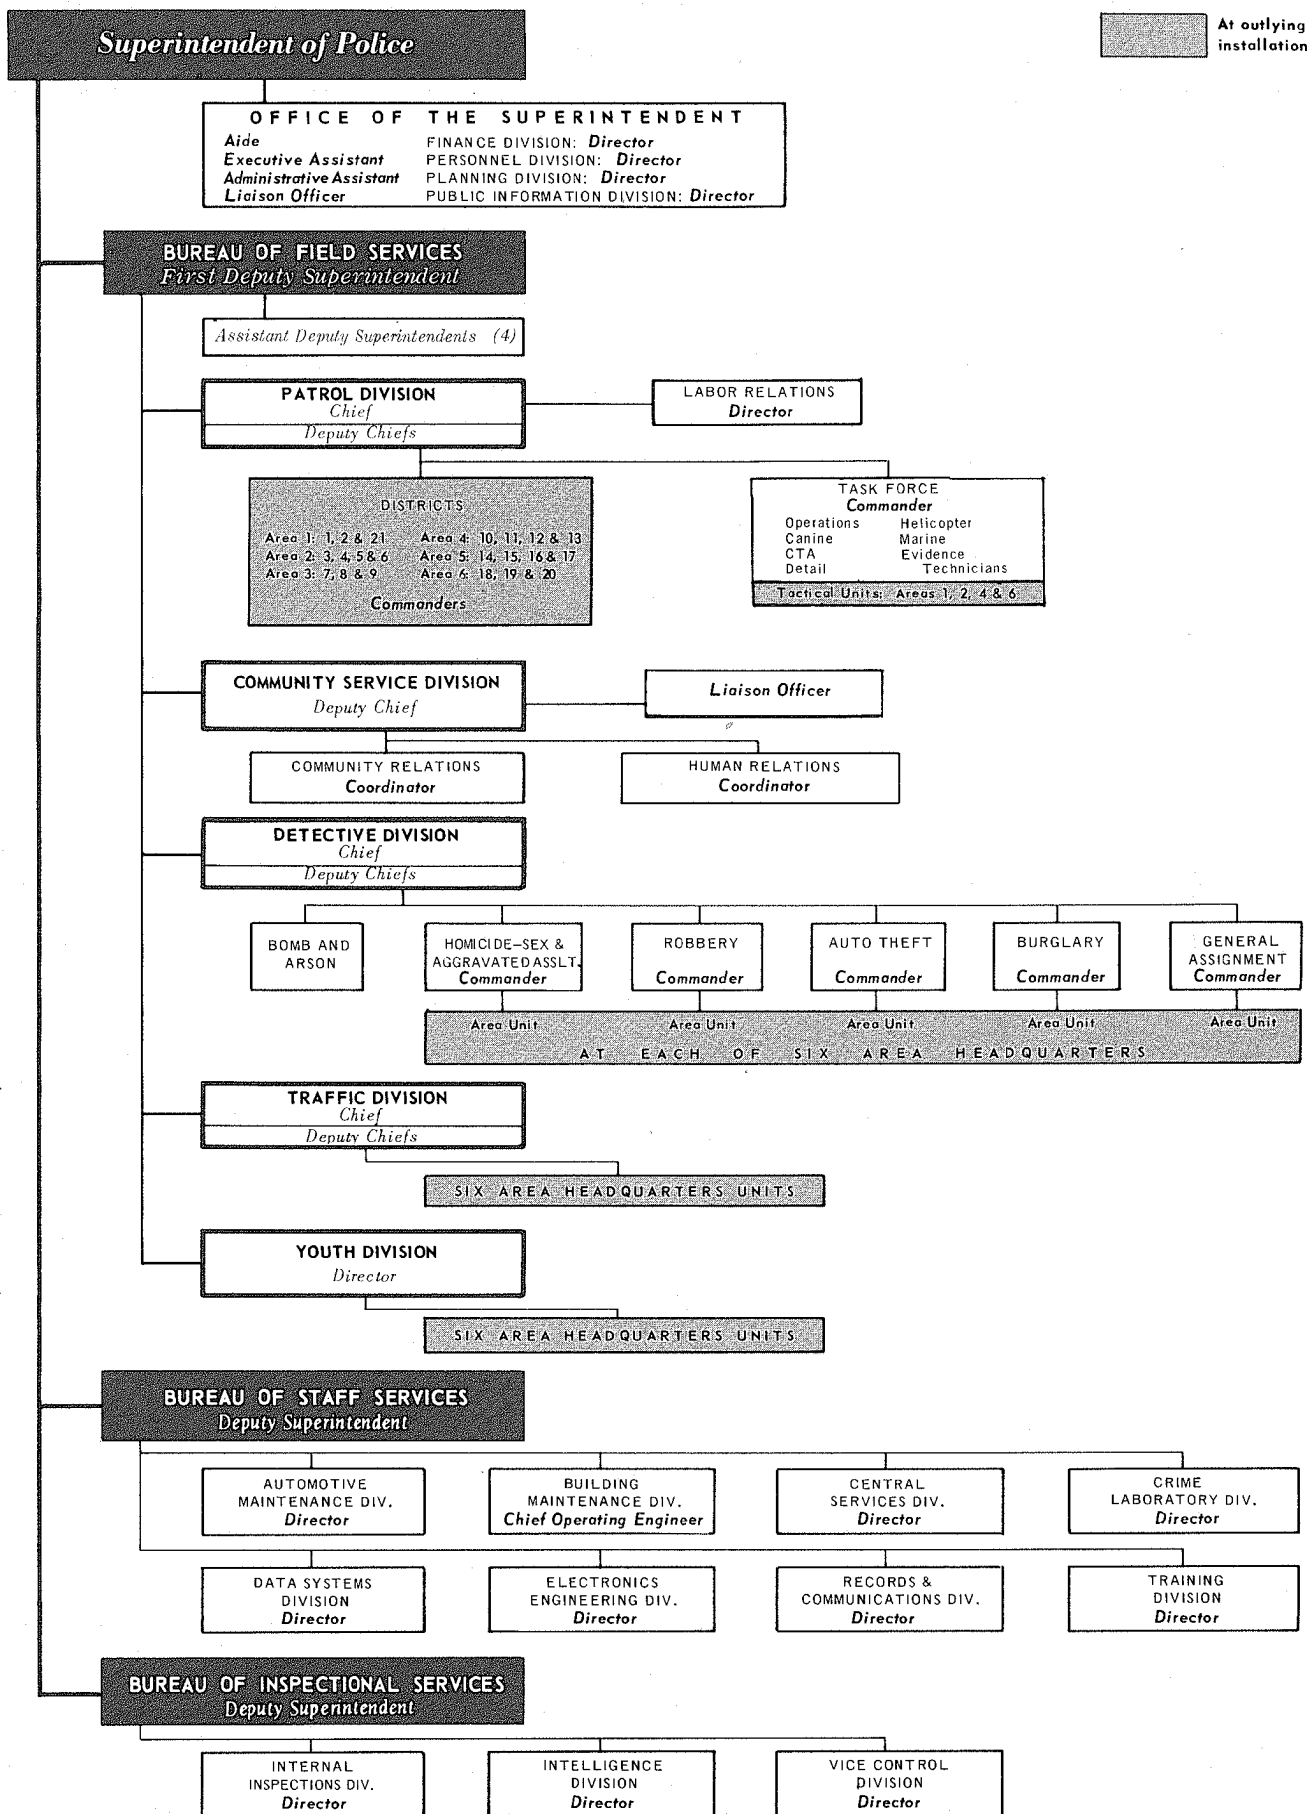 Superintendent of Police
At outlying
installation
OFFICE OF THE SUPERINTENDENT
Aide FINANCE DIVISION: Director
Executive Assistant PERSONNEL DIVISION: Director
Administrative Assistant PLANNING DIVISION: Director
Liaison Officer PUBLIC INFORMATION DIVISION: Director
BUREAU OF FIELD SERVICES
First Deputy Superintendent
Assistant Deputy Superintendents (4)
PATROL DIVISION
Chief
Deputy Chiefs
LABOR RELATIONS
Director
DISTRICTS
Area 1: 1, 2 & 21 Area 4: 10, 11, 12 & 13
Area 2: 3, 4, 5 & 6 Area 5: 14, 15, 16 & 17
Area 3: 7, 8 & 9 Area 6: 18, 19 & 20
Commanders
TASK FORCE
Commander
Operations Helicopter
Canine Marine
CTA Evidence
Detail Technicians
Tactical Units: Areas 1, 2, 4 & 6
COMMUNITY SERVICE DIVISION
Deputy Chief
Liaison Officer
COMMUNITY RELATIONS
Coordinator
HUMAN RELATIONS
Coordinator
DETECTIVE DIVISION
Chief
Deputy Chiefs
BOMB AND
ARSON
HOMICIDE–SEX &
AGGRAVATED ASSLT.
Commander
ROBBERY
Commander
AUTO THEFT
Commander
BURGLARY
Commander
GENERAL
ASSIGNMENT
Commander
Area Unit Area Unit Area Unit Area Unit Area Unit
AT EACH OF SIX AREA HEADQUARTERS
TRAFFIC DIVISION
Chief
Deputy Chiefs
SIX AREA HEADQUARTERS UNITS
YOUTH DIVISION
Director
SIX AREA HEADQUARTERS UNITS
BUREAU OF STAFF SERVICES
Deputy Superintendent
AUTOMOTIVE
MAINTENANCE DIV.
Director
BUILDING
MAINTENANCE DIV.
Chief Operating Engineer
CENTRAL
SERVICES DIV.
Director
CRIME
LABORATORY DIV.
Director
DATA SYSTEMS
DIVISION
Director
ELECTRONICS
ENGINEERING DIV.
Director
RECORDS &
COMMUNICATIONS DIV.
Director
TRAINING
DIVISION
Director
BUREAU OF INSPECTIONAL SERVICES
Deputy Superintendent
INTERNAL
INSPECTIONS DIV.
Director
INTELLIGENCE
DIVISION
Director
VICE CONTROL
DIVISION
Director